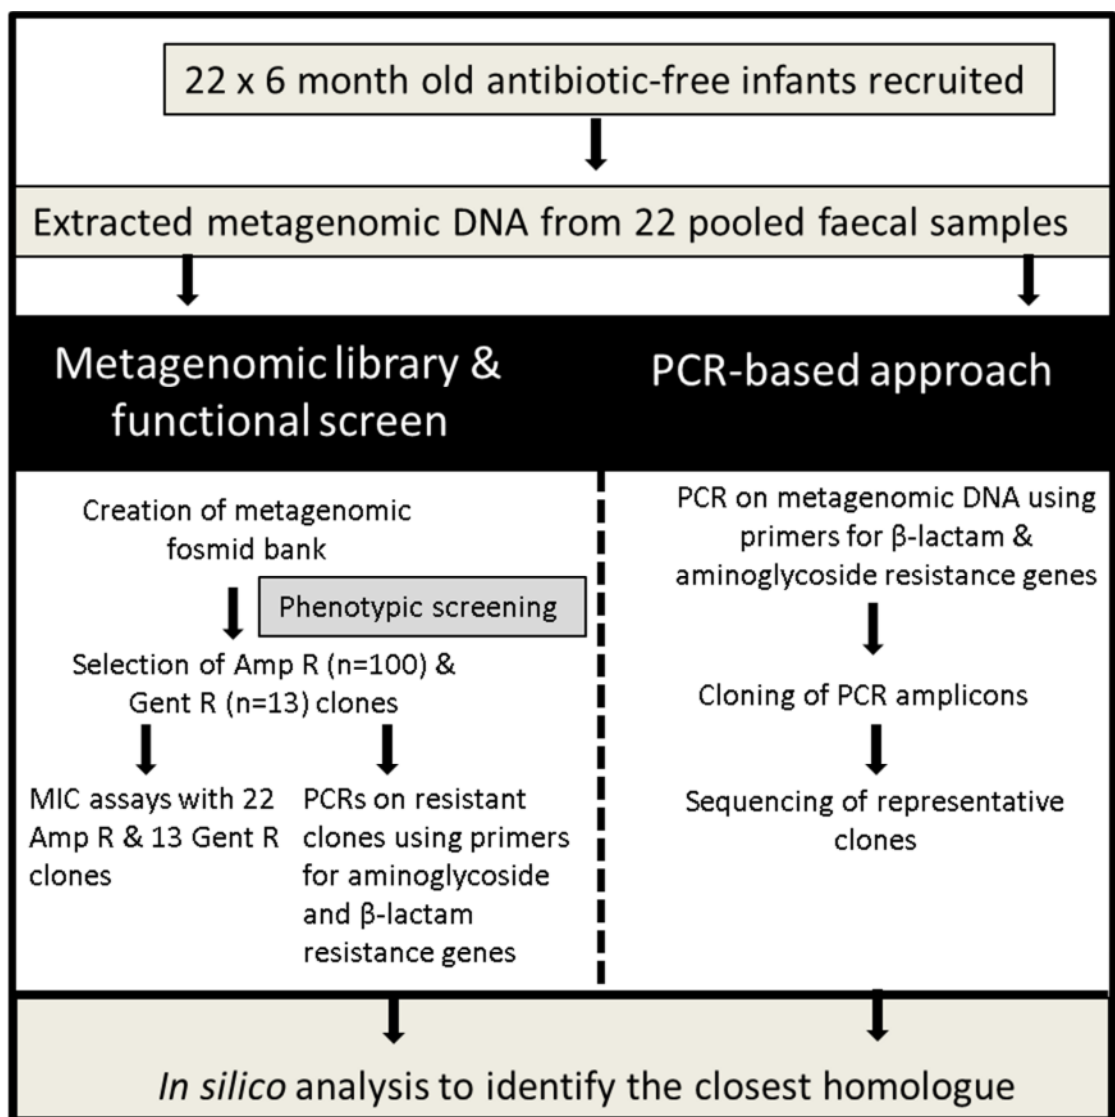 22 x 6 month old antibiotic-free infants recruited
Extracted metagenomic DNA from 22 pooled faecal samples
Metagenomic library &
functional screen
PCR-based approach
Creation of metagenomic
fosmid bank
Phenotypic screening
Selection of Amp R (n=100) &
Gent R (n=13) clones
MIC assays with 22
Amp R & 13 Gent R
clones
PCRs on resistant
clones using primers
for aminoglycoside
and β-lactam
resistance genes
PCR on metagenomic DNA using
primers for β-lactam &
aminoglycoside resistance genes
Cloning of PCR amplicons
Sequencing of representative
clones
In silico analysis to identify the closest homologue